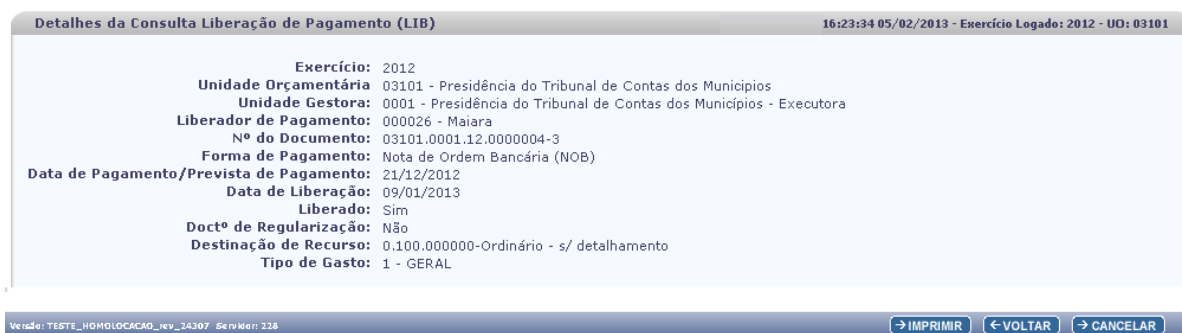 Detalhes da Consulta Liberação de Pagamento (LIB) 16:23:34 05/02/2013 - Exercício Logado: 2012 - UO: 03101
Exercício: 2012
Unidade Orçamentária 03101 - Presidência do Tribunal de Contas dos Municipios
Unidade Gestora: 0001 - Presidência do Tribunal de Contas dos Municípios - Executora
Liberador de Pagamento: 000026 - Maiara
Nº do Documento: 03101.0001.12.0000004-3
Forma de Pagamento: Nota de Ordem Bancária (NOB)
Data de Pagamento/Prevista de Pagamento: 21/12/2012
Data de Liberação: 09/01/2013
Liberado: Sim
Doctº de Regularização: Não
Destinação de Recurso: 0.100.000000-Ordinário - s/ detalhamento
Tipo de Gasto: 1 - GERAL
Versão: TESTE_HOMOLOCACAO_rev_24307 Servidor: 228 →IMPRIMIR ←VOLTAR →CANCELAR